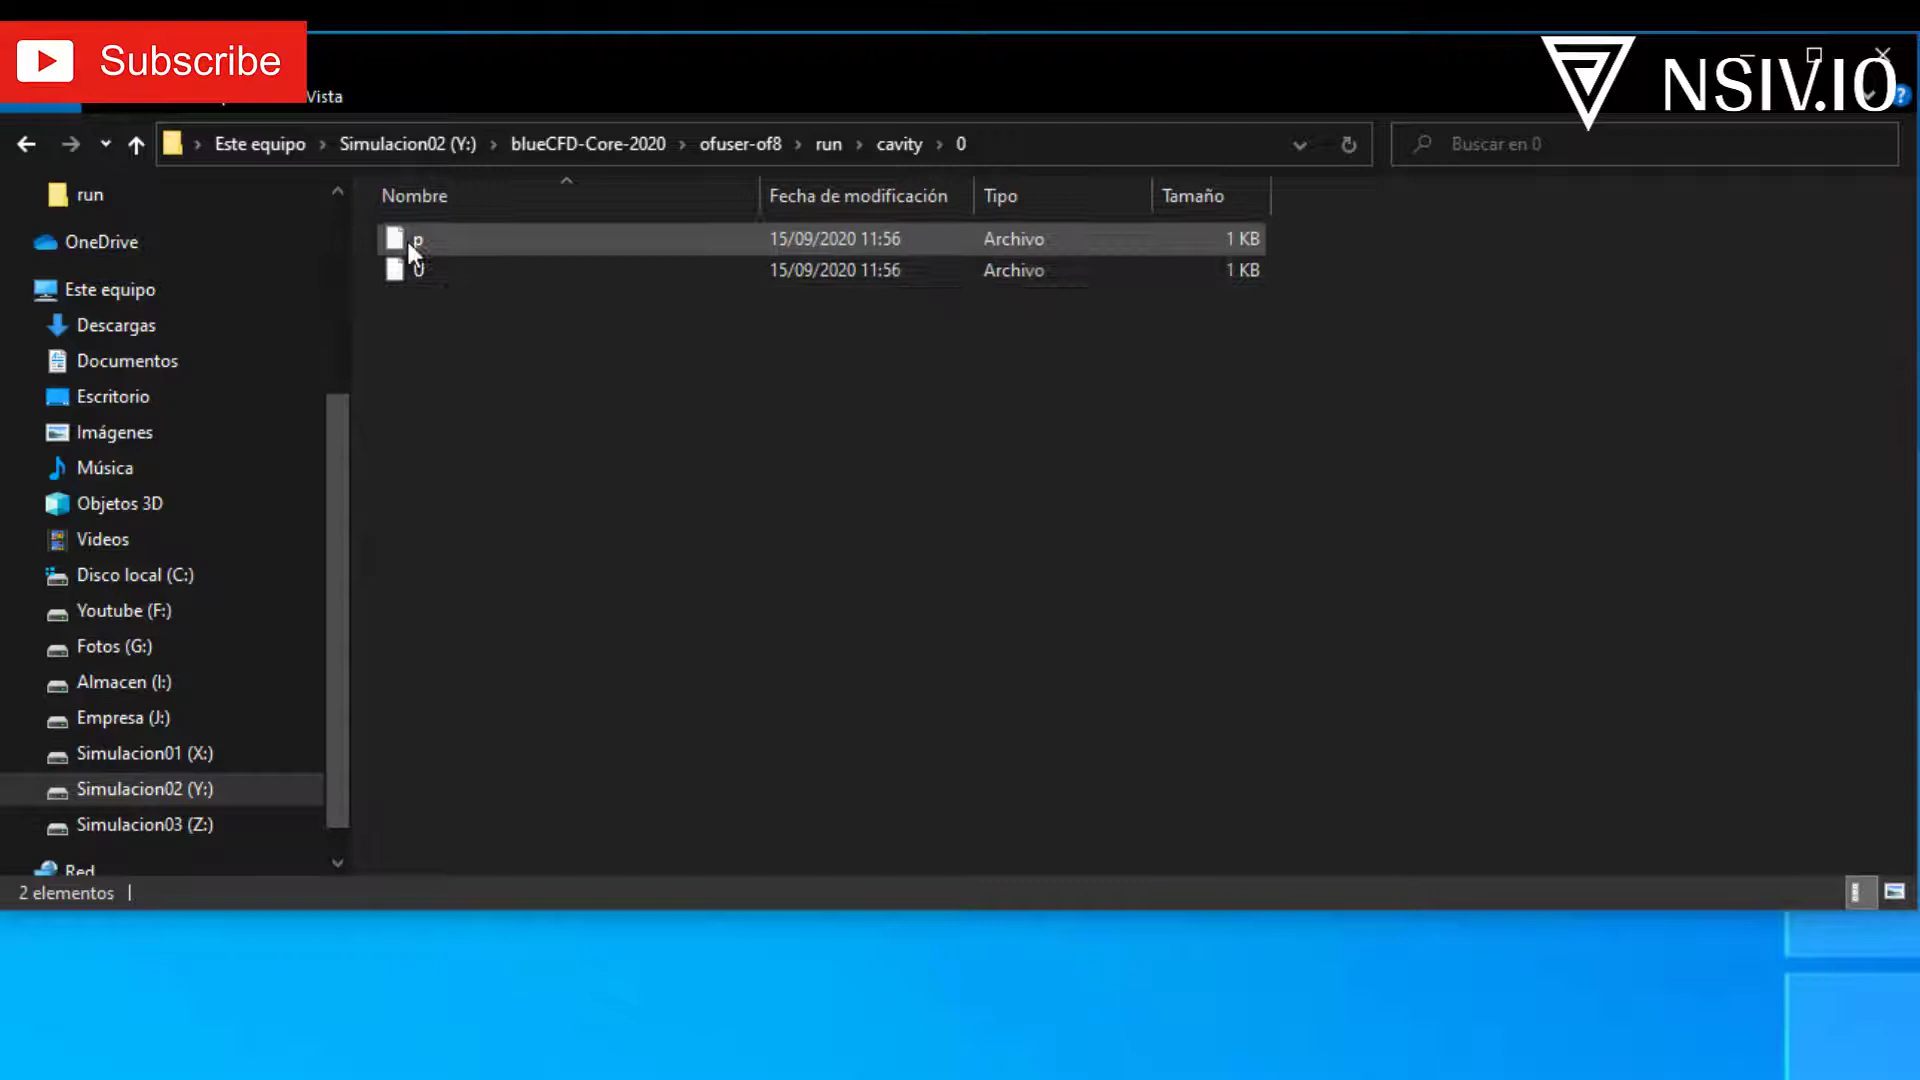 Subscribe
NSIV.IO
Vista
Este equipo > Simulacion02 (Y:) > blueCFD-Core-2020 > ofuser-of8 > run > cavity > 0
Buscar en 0
run
OneDrive
Este equipo
Descargas
Documentos
Escritorio
Imágenes
Música
Objetos 3D
Videos
Disco local (C:)
Youtube (F:)
Fotos (G:)
Almacen (I:)
Empresa (J:)
Simulacion01 (X:)
Simulacion02 (Y:)
Simulacion03 (Z:)
Red
Nombre Fecha de modificación Tipo Tamaño
p 15/09/2020 11:56 Archivo 1 KB
U 15/09/2020 11:56 Archivo 1 KB
2 elementos